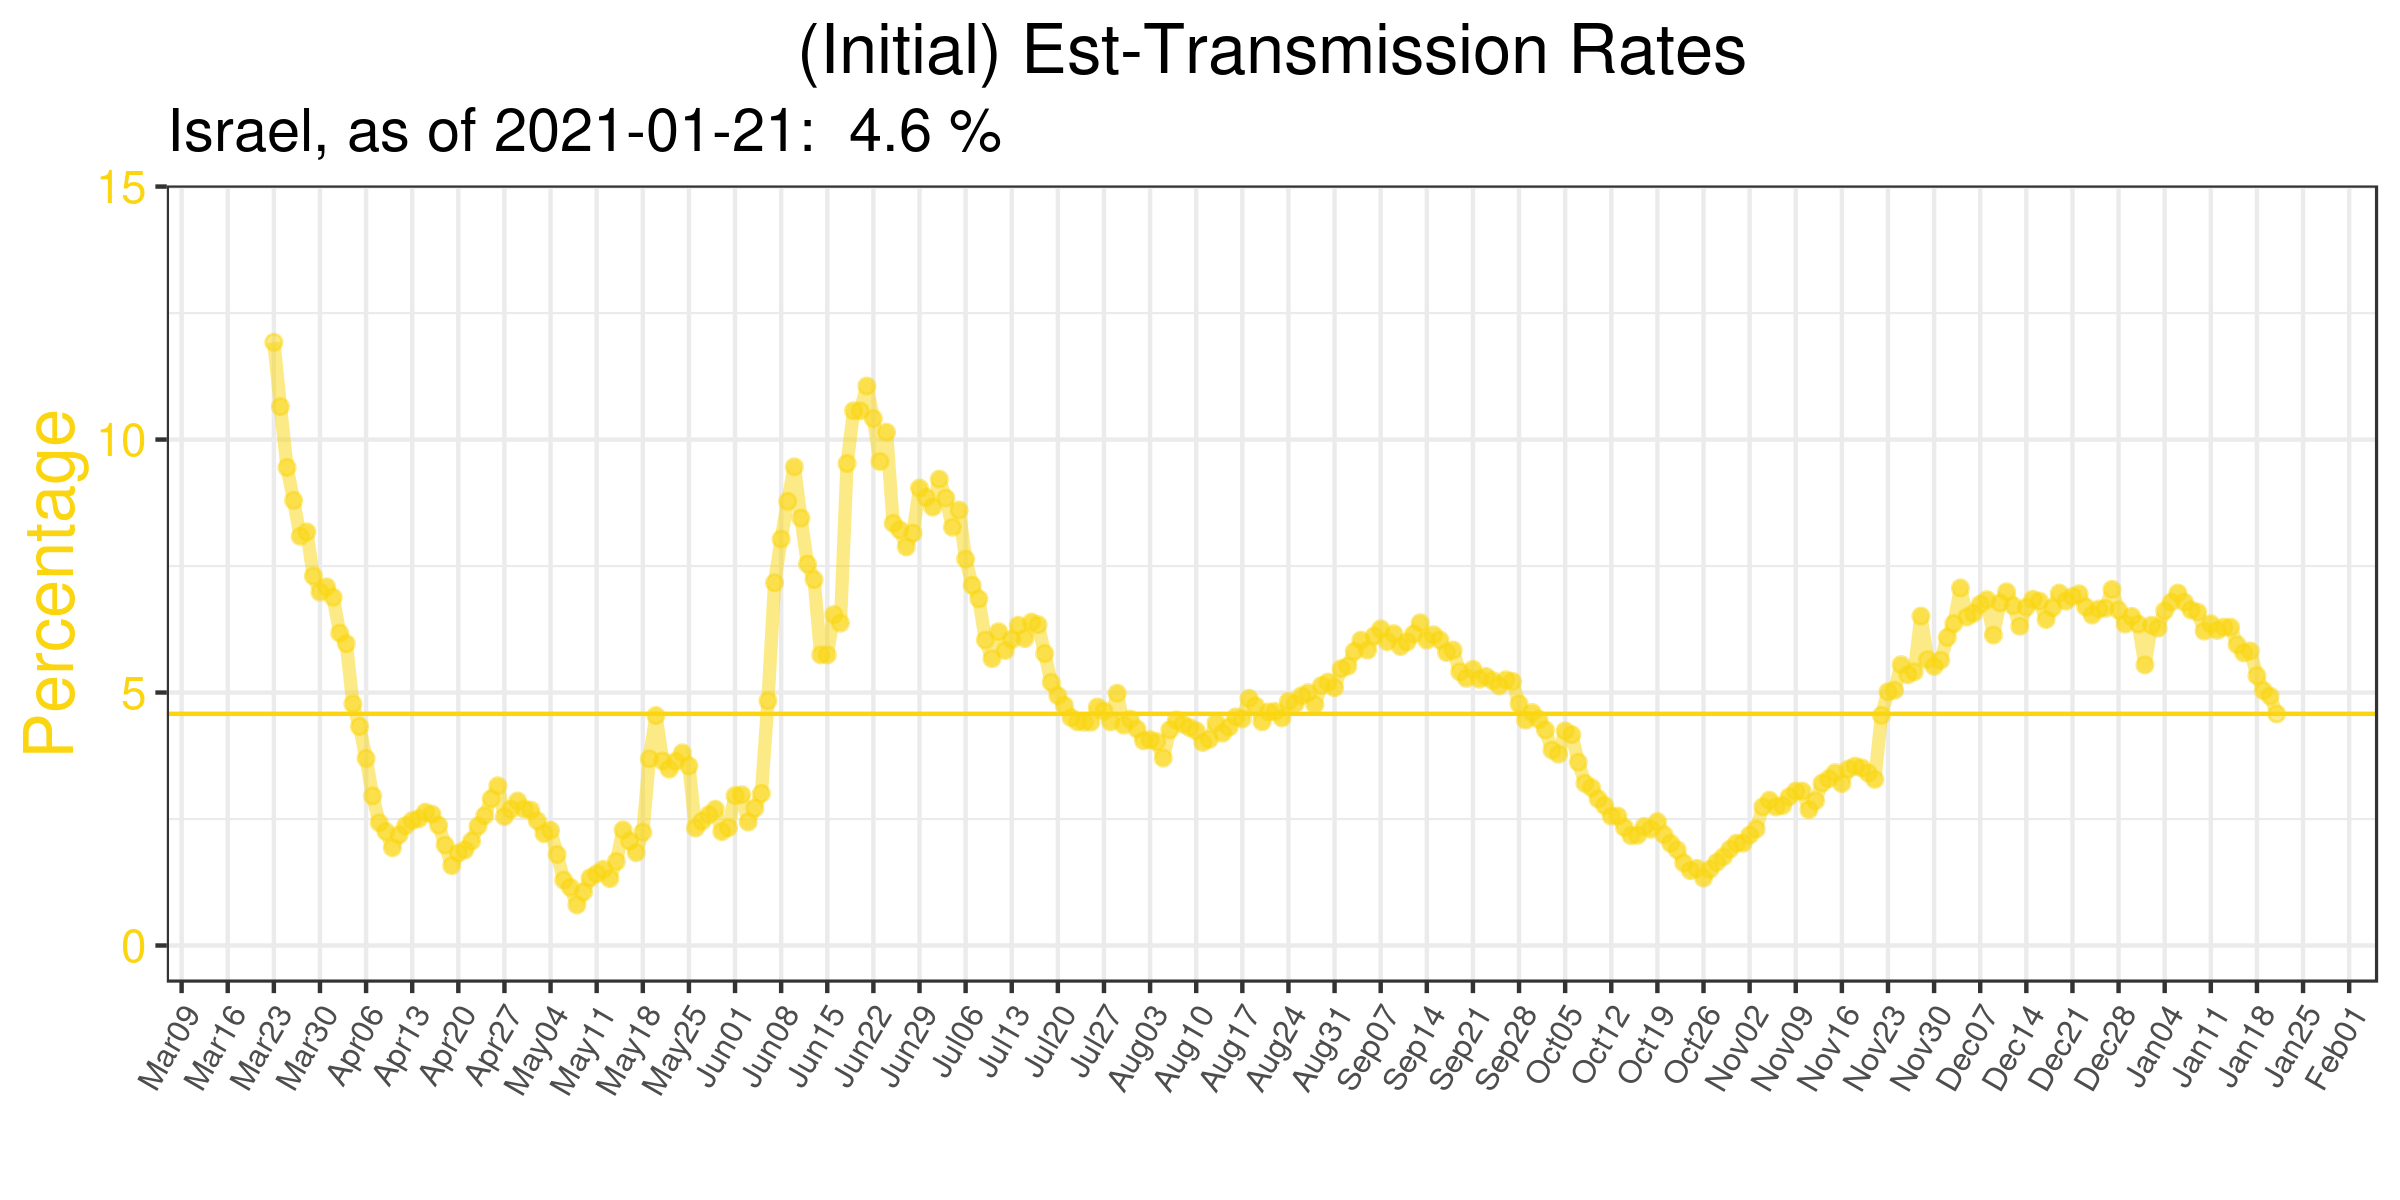 (Initial) Est-Transmission Rates
Israel, as of 2021-01-21:  4.6 %
Percentage
15
10
5
0
Mar09 Mar16 Mar23 Mar30 Apr06 Apr13 Apr20 Apr27 May04 May11 May18 May25 Jun01 Jun08 Jun15 Jun22 Jun29 Jul06 Jul13 Jul20 Jul27 Aug03 Aug10 Aug17 Aug24 Aug31 Sep07 Sep14 Sep21 Sep28 Oct05 Oct12 Oct19 Oct26 Nov02 Nov09 Nov16 Nov23 Nov30 Dec07 Dec14 Dec21 Dec28 Jan04 Jan11 Jan18 Jan25 Feb01